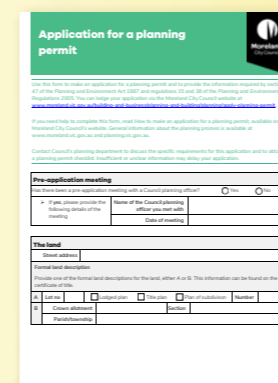 Application for a planning
permit
Moreland
City Council
Use this form to make an application for a planning permit and to provide the information required by section
47 of the Planning and Environment Act 1987 and regulations 15 and 38 of the Planning and Environment
Regulations 2005. You can lodge your application via the Moreland City Council website at
www.moreland.vic.gov.au/building-and-business/planning-and-building/planning/apply-planning-permit
If you need help to complete this form, read How to make an application for a planning permit; available on
Moreland City Council's website. General information about the planning process is available at
www.moreland.vic.gov.au and planning.vic.gov.au.
Contact Council's planning department to discuss the specific requirements for this application and to obtain
a planning permit checklist. Insufficient or unclear information may delay your application.
Pre-application meeting
Has there been a pre-application meeting with a Council planning officer? Yes No
If yes, please provide the following details of the meeting
Name of the Council planning officer you met with
Date of meeting
The land
Street address
Formal land description
Provide one of the formal land descriptions for the land, either A or B. This information can be found on the
certificate of title.
A Lot no Lodged plan Title plan Plan of subdivision Number
B Crown allotment Section
Parish/township